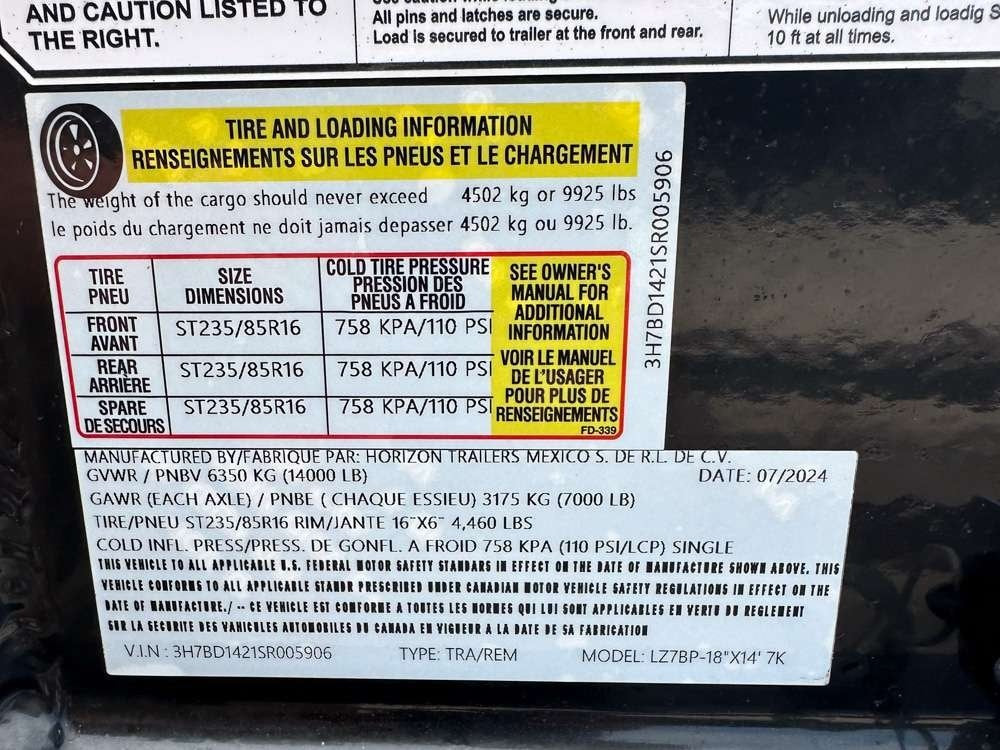 AND CAUTION LISTED TO
THE RIGHT.
All pins and latches are secure.
Load is secured to trailer at the front and rear.
While unloading and loadig S
10 ft at all times.
TIRE AND LOADING INFORMATION
RENSEIGNEMENTS SUR LES PNEUS ET LE CHARGEMENT
The weight of the cargo should never exceed 4502 kg or 9925 lbs
le poids du chargement ne doit jamais depasser 4502 kg ou 9925 lb.
TIRE
PNEU
SIZE
DIMENSIONS
COLD TIRE PRESSURE
PRESSION DES
PNEUS A FROID
FRONT
AVANT
ST235/85R16
758 KPA/110 PSI
REAR
ARRIÈRE
ST235/85R16
758 KPA/110 PSI
SPARE
DE SECOURS
ST235/85R16
758 KPA/110 PSI
SEE OWNER'S
MANUAL FOR
ADDITIONAL
INFORMATION
VOIR LE MANUEL
DE L'USAGER
POUR PLUS DE
RENSEIGNEMENTS
FD-339
3H7BD1421SR005906
MANUFACTURED BY/FABRIQUE PAR: HORIZON TRAILERS MEXICO S. DE R.L. DE C.V.
GVWR / PNBV 6350 KG (14000 LB) DATE: 07/2024
GAWR (EACH AXLE) / PNBE ( CHAQUE ESSIEU) 3175 KG (7000 LB)
TIRE/PNEU ST235/85R16 RIM/JANTE 16"X6" 4,460 LBS
COLD INFL. PRESS/PRESS. DE GONFL. A FROID 758 KPA (110 PSI/LCP) SINGLE
THIS VEHICLE TO ALL APPLICABLE U.S. FEDERAL MOTOR SAFETY STANDARS IN EFFECT ON THE DATE OF MANUFACTURE SHOWN ABOVE. THIS
VEHICLE CONFORMS TO ALL APPLICABLE STANDR PRESCRIBED UNDER CANADIAN MOTOR VEHICLE SAFETY REGULATIONS IN EFFECT ON THE
DATE OF MANUFACTURE./ -- CE VEHICLE EST CONFORME A TOUTES LES NORMES QUI LUI SONT APPLICABLES EN VERTU DU REGLEMENT
SUR LA SECURITE DES VAHICULES AUTOMOBILES DU CANADA EN VIGUEUR A LA DATE DE SA FABRICATION
V.I.N : 3H7BD1421SR005906 TYPE: TRA/REM MODEL: LZ7BP-18"X14' 7K